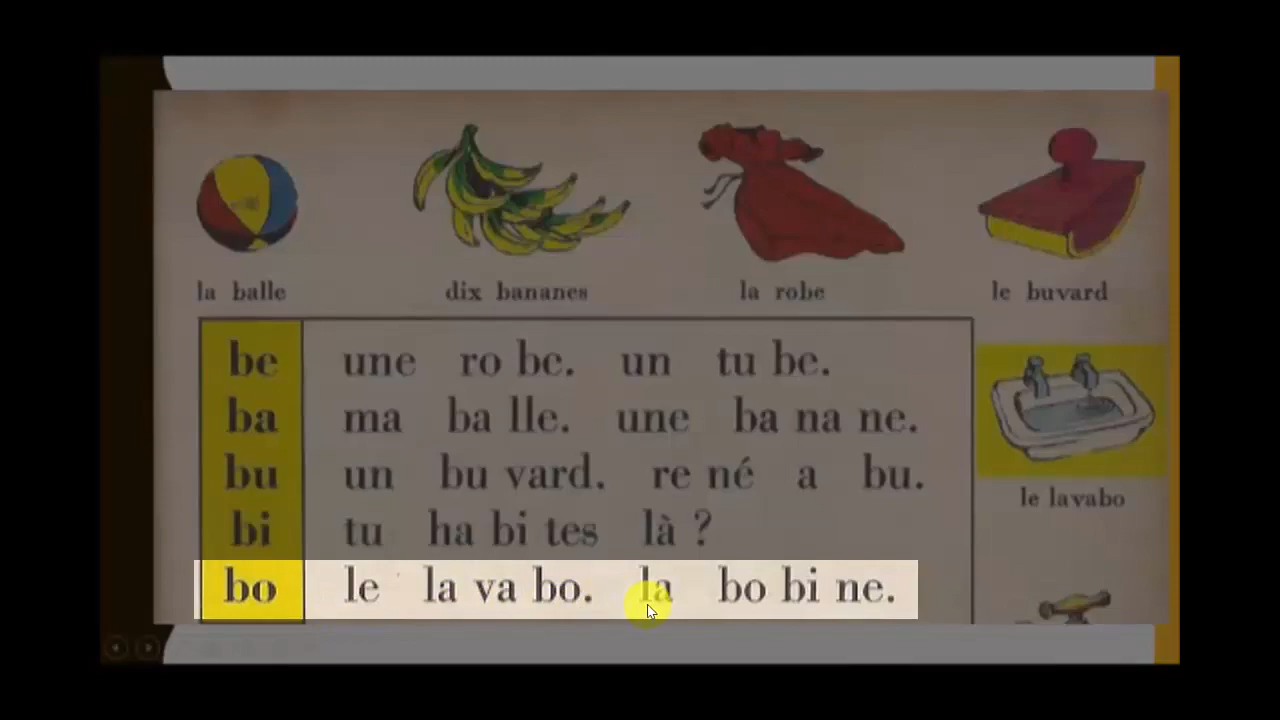 la balle dix bananes la robe le buvard
be une ro be. un tu be.
ba ma ba lle. une ba na ne.
bu un bu vard. re né a bu.
bi tu ha bi tes là ?
le lavabo
bo le la va bo. la bo bi ne.